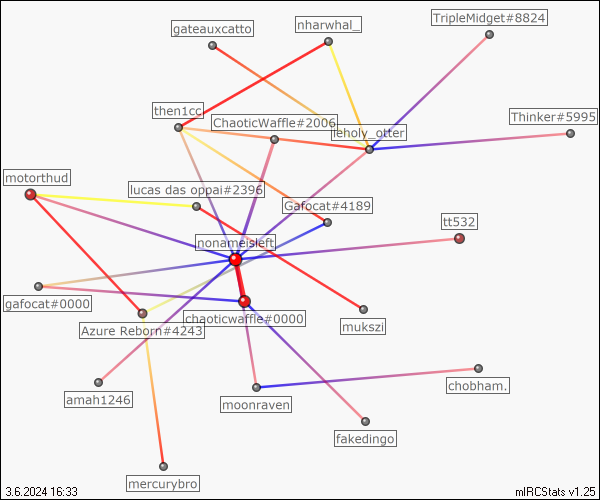 TripleMidget#8824
nharwhal_
gateauxcatto
then1cc
ChaoticWaffle#2006
leholy_otter
Thinker#5995
motorthud
lucas das oppai#2396
Gafocat#4189
tt532
nonameisleft
gafocat#0000
Azure Reborn#4243
chaoticwaffle#0000
mukszi
amah1246
moonraven
chobham.
fakedingo
mercurybro
3.6.2024 16:33
mIRCStats v1.25